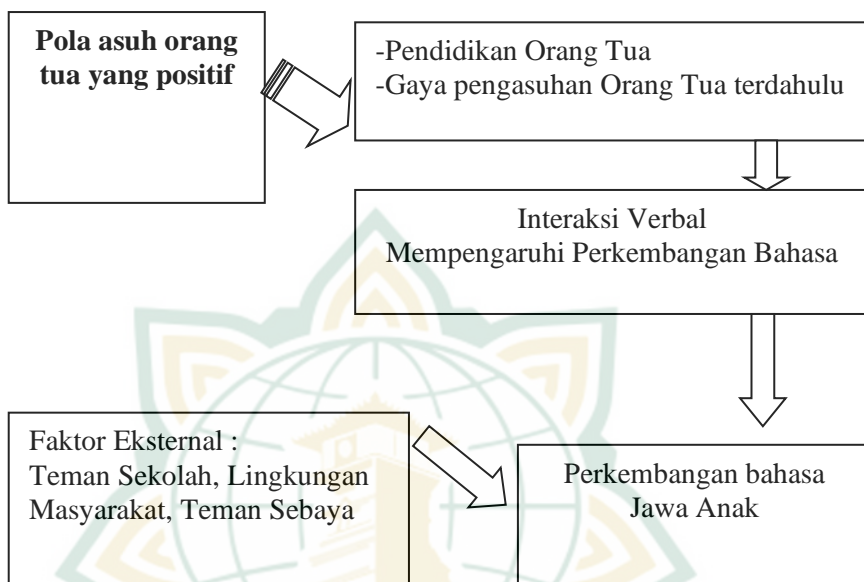 Pola asuh orang
tua yang positif
-Pendidikan Orang Tua
-Gaya pengasuhan Orang Tua terdahulu
Interaksi Verbal
Mempengaruhi Perkembangan Bahasa
Faktor Eksternal :
Teman Sekolah, Lingkungan
Masyarakat, Teman Sebaya
Perkembangan bahasa
Jawa Anak